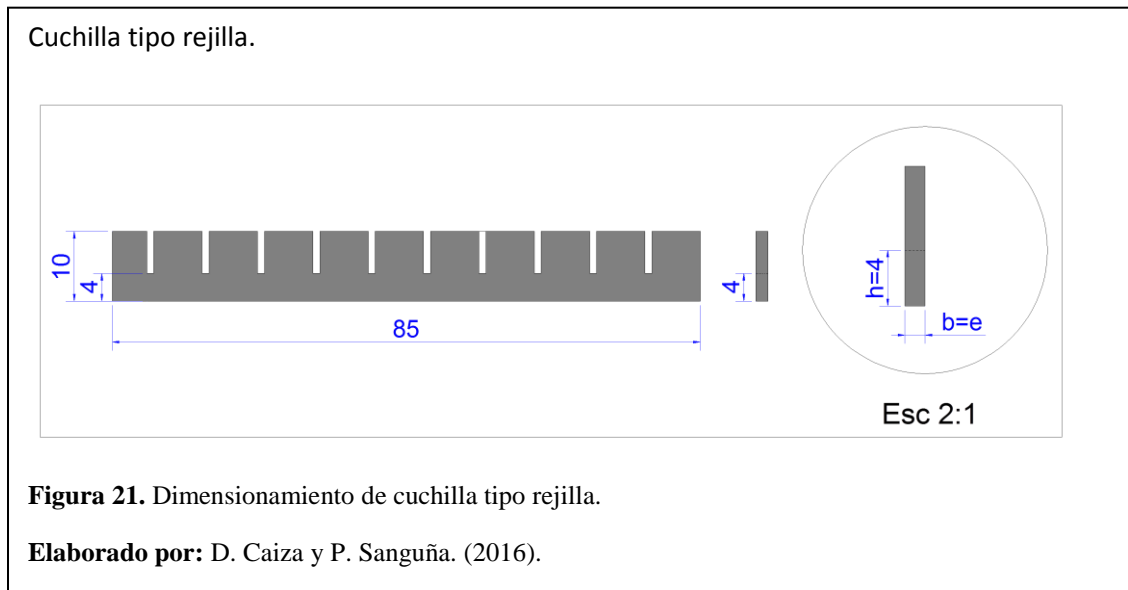 Cuchilla tipo rejilla.
10
4
85
4
h=4
b=e
Esc 2:1
Figura 21. Dimensionamiento de cuchilla tipo rejilla.
Elaborado por: D. Caiza y P. Sanguña. (2016).